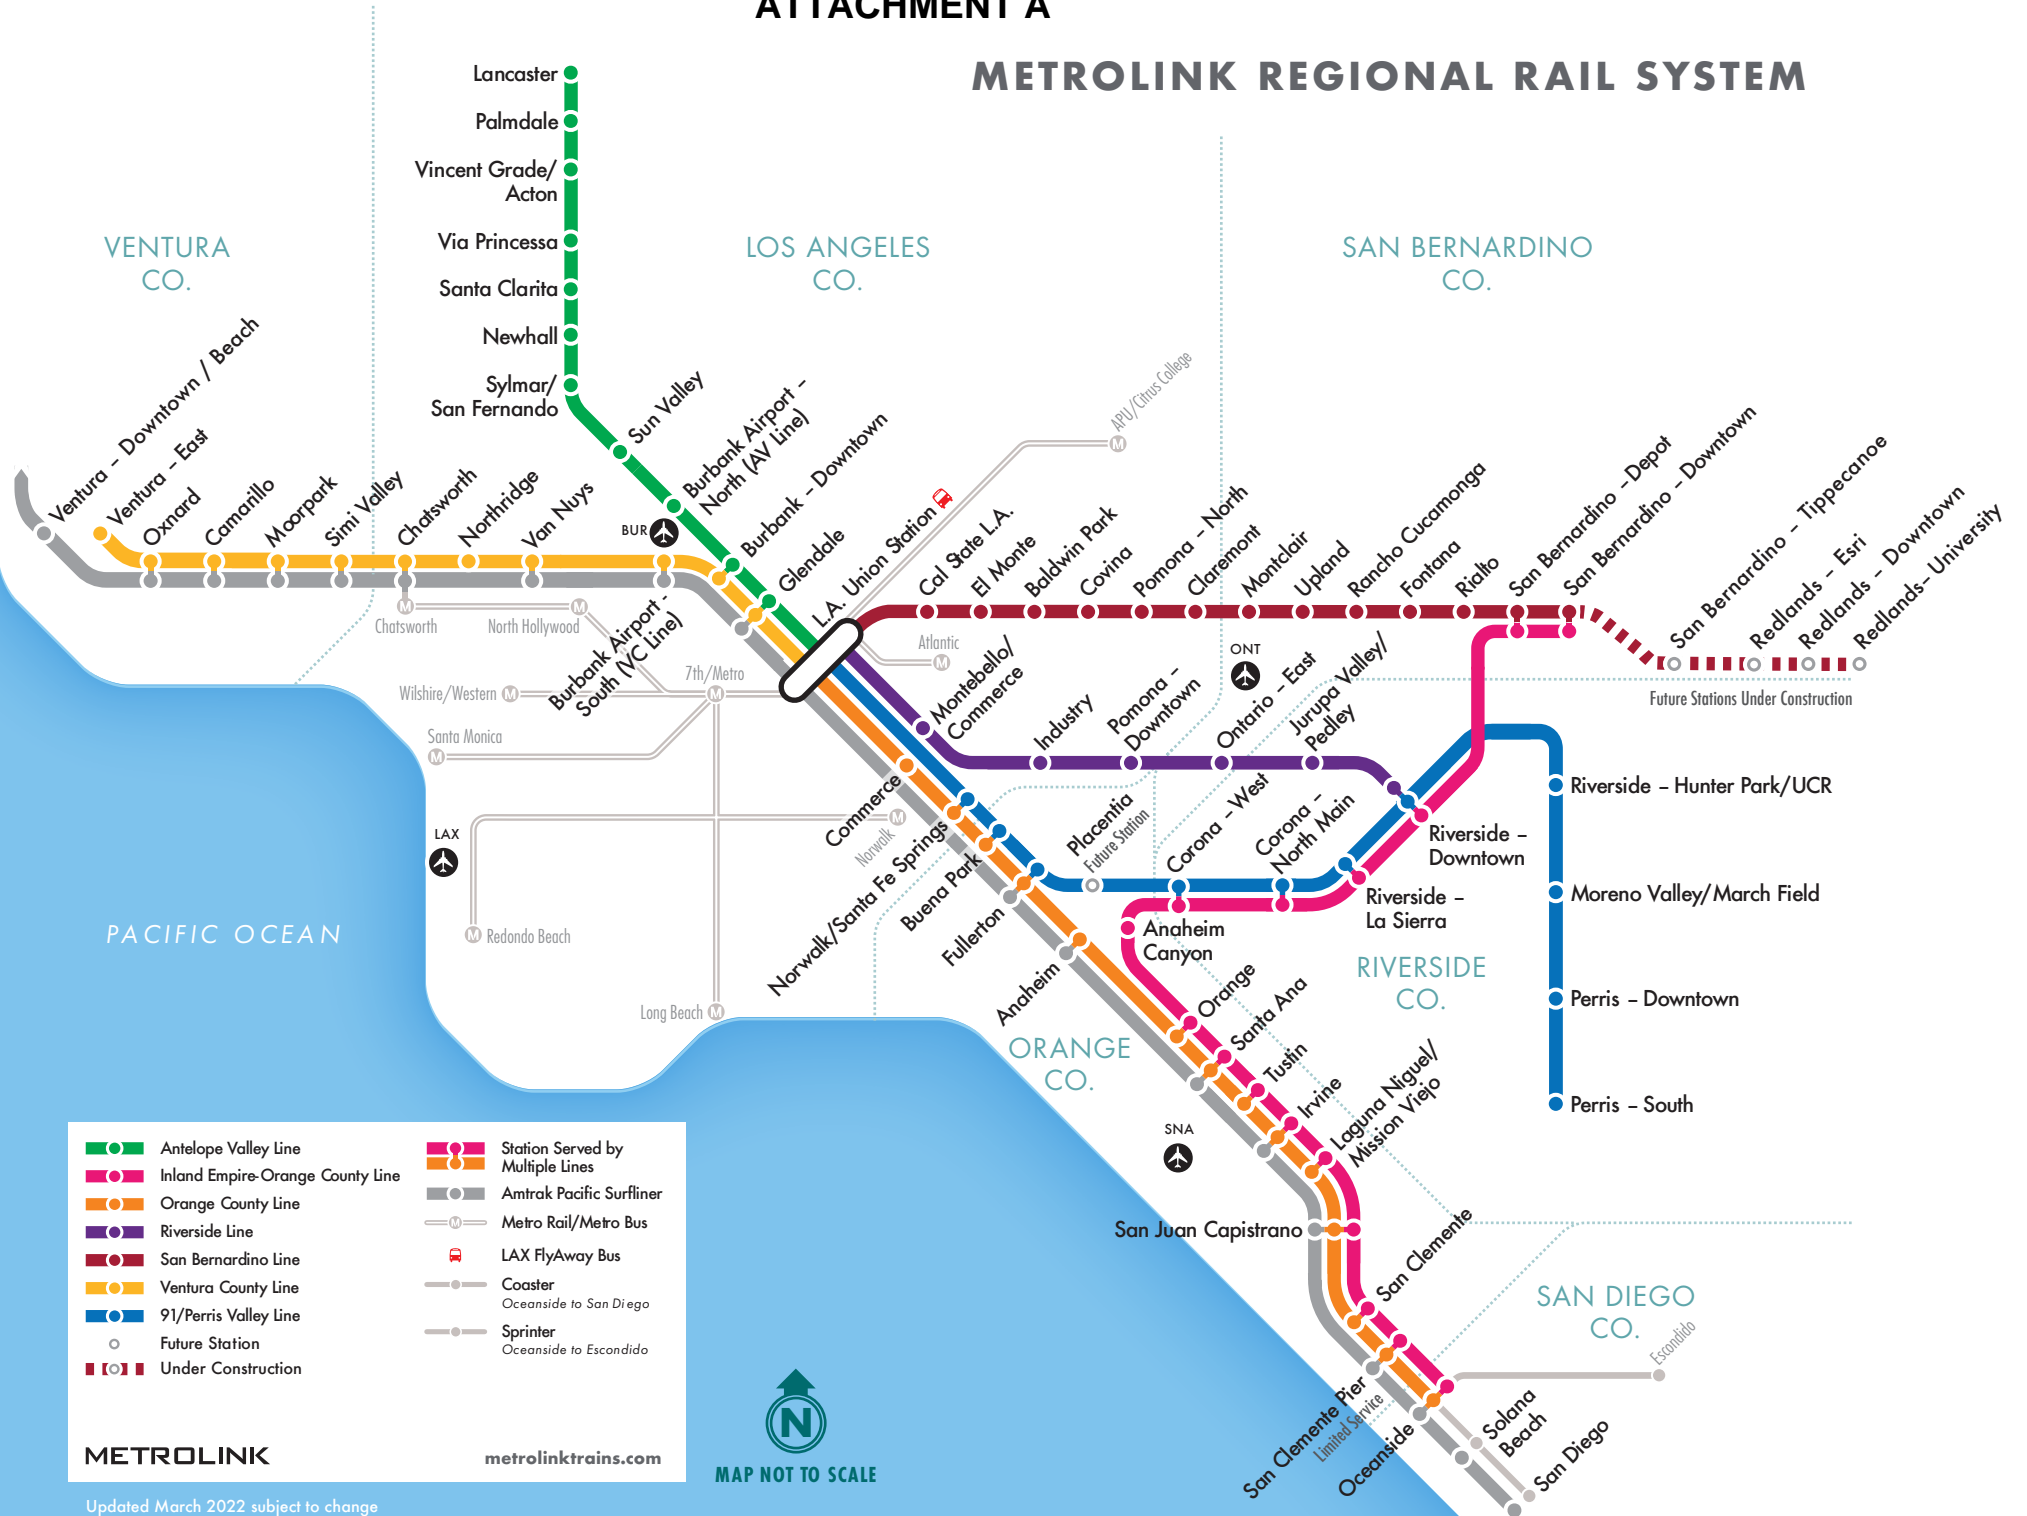 ATTACHMENT A
METROLINK REGIONAL RAIL SYSTEM
Lancaster
Palmdale
Vincent Grade/
Acton
Via Princessa
Santa Clarita
Newhall
Sylmar/
San Fernando
VENTURA
CO.
LOS ANGELES
CO.
SAN BERNARDINO
CO.
Ventura – Downtown / Beach
Ventura – East
Oxnard
Camarillo
Moorpark
Simi Valley
Chatsworth
Northridge
Van Nuys
Sun Valley
Burbank Airport –
North (AV Line)
BUR
Burbank – Downtown
Glendale
L.A. Union Station
APU/Citrus College
M
Cal State L.A.
El Monte
Baldwin Park
Covina
Pomona – North
Claremont
Montclair
Upland
Rancho Cucamonga
Fontana
Rialto
San Bernardino –Depot
San Bernardino – Downtown
San Bernardino – Tippecanoe
Redlands – Esri
Redlands – Downtown
Redlands– University
Future Stations Under Construction
M
Chatsworth
M
North Hollywood
Burbank Airport -
South (VC Line)
Atlantic
M
Wilshire/Western
M
7th/Metro
M
Santa Monica
M
Montebello/
Commerce
Industry
Pomona –
Downtown
ONT
Ontario – East
Jurupa Valley/
Pedley
Commerce
Norwalk
M
LAX
Norwalk/Santa Fe Springs
Buena Park
Fullerton
Anaheim
Placentia
Future Station
Corona – West
Corona –
North Main
Riverside –
Downtown
Riverside –
La Sierra
Riverside – Hunter Park/UCR
Moreno Valley/March Field
Perris – Downtown
Perris – South
PACIFIC OCEAN
M
Redondo Beach
Long Beach
M
Anaheim
Canyon
RIVERSIDE
CO.
ORANGE
CO.
Orange
Santa Ana
Tustin
Irvine
Laguna Niguel/
Mission Viejo
SNA
San Juan Capistrano
San Clemente
San Clemente Pier
Limited Service
Oceanside
SAN DIEGO
CO.
Escondido
Solana
Beach
San Diego
Antelope Valley Line
Inland Empire-Orange County Line
Orange County Line
Riverside Line
San Bernardino Line
Ventura County Line
91/Perris Valley Line
Future Station
Under Construction
Station Served by
Multiple Lines
Amtrak Pacific Surfliner
M
Metro Rail/Metro Bus
LAX FlyAway Bus
Coaster
Oceanside to San Diego
Sprinter
Oceanside to Escondido
METROLINK
metrolinktrains.com
N
MAP NOT TO SCALE
Updated March 2022 subject to change